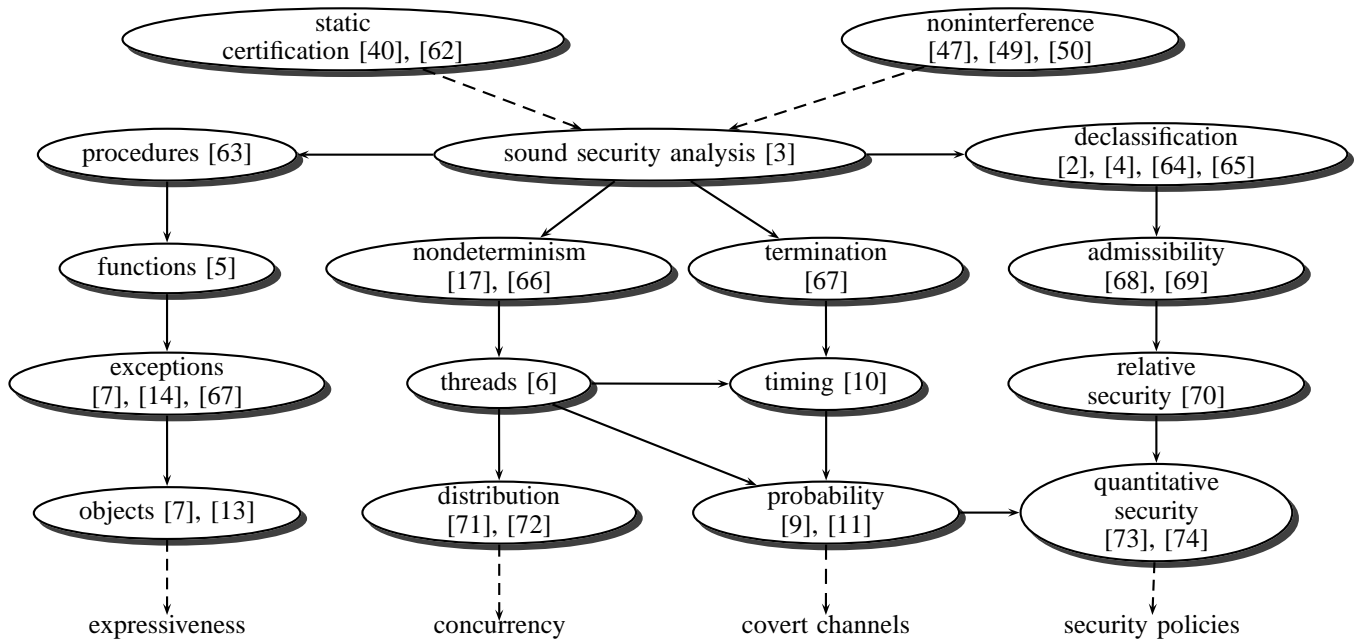 static
certification [40], [62]
noninterference
[47], [49], [50]
procedures [63]
sound security analysis [3]
declassification
[2], [4], [64], [65]
functions [5]
nondeterminism
[17], [66]
termination
[67]
admissibility
[68], [69]
exceptions
[7], [14], [67]
threads [6]
timing [10]
relative
security [70]
objects [7], [13]
distribution
[71], [72]
probability
[9], [11]
quantitative
security
[73], [74]
expressiveness
concurrency
covert channels
security policies